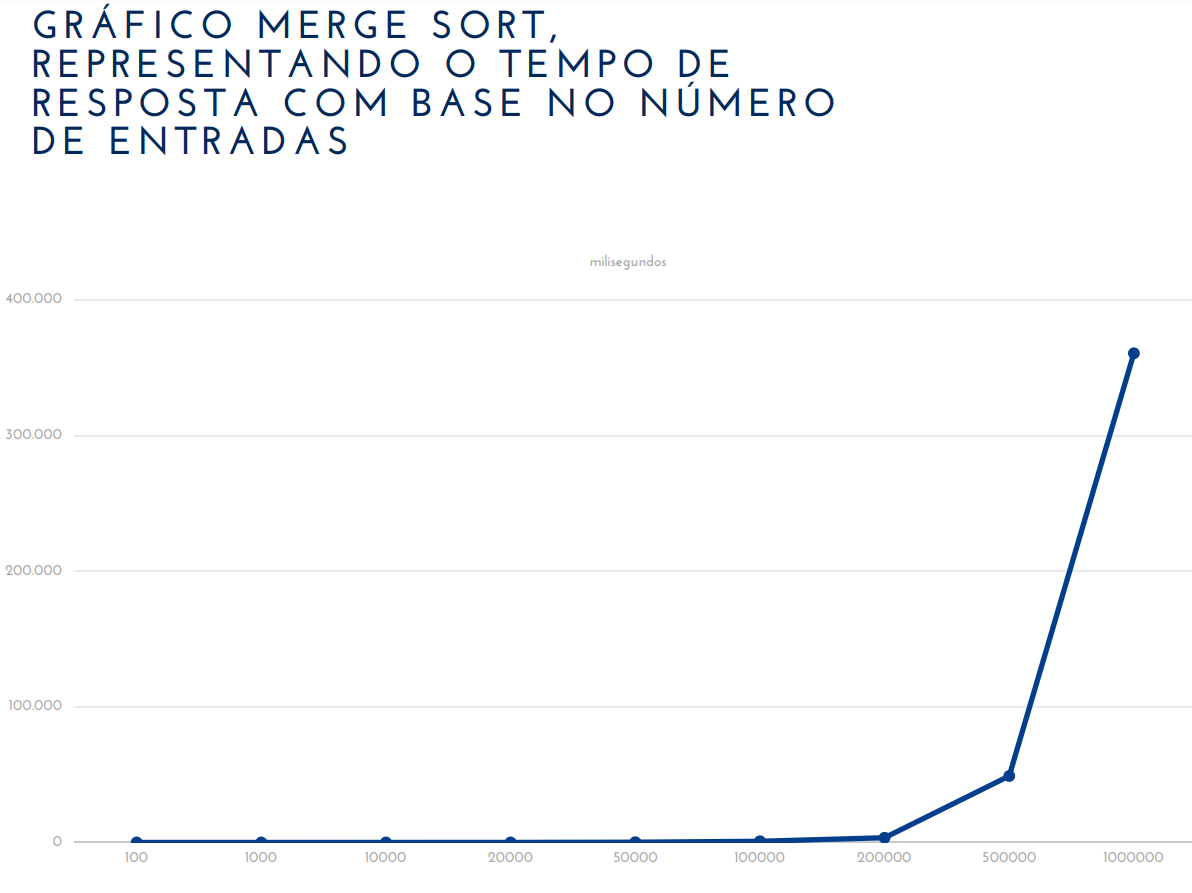 GRÁFICO MERGE SORT,
REPRESENTANDO O TEMPO DE
RESPOSTA COM BASE NO NÚMERO
DE ENTRADAS
milisegundos
400.000
300.000
200.000
100.000
0
100 1000 10000 20000 50000 100000 200000 500000 1000000